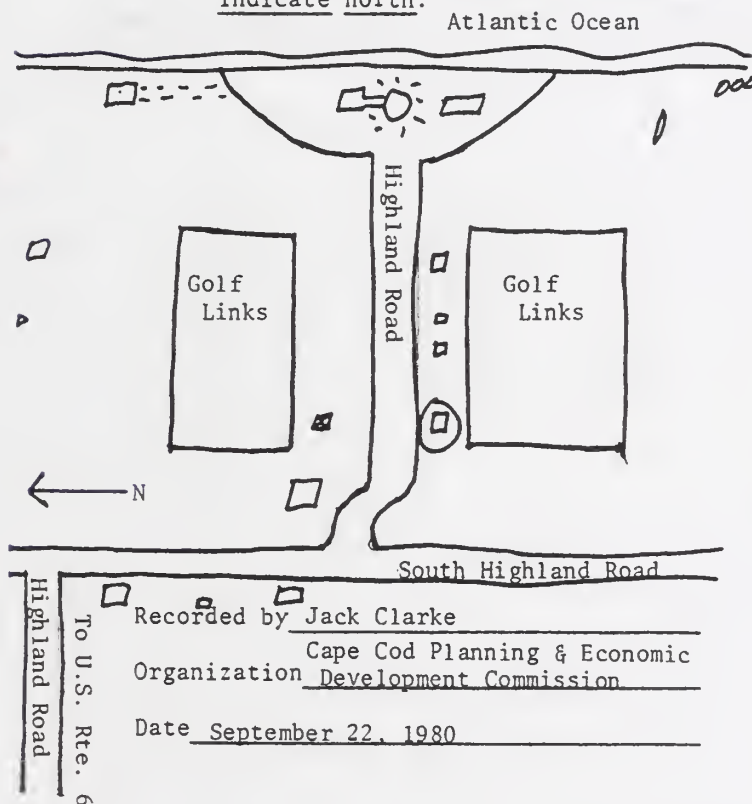 Indicate north.
Atlantic Ocean
Highland Road
Golf
Links
Golf
Links
N
South Highland Road
Highland Road
To U.S. Rte. 6
Recorded by Jack Clarke
Organization Cape Cod Planning & Economic
Development Commission
Date September 22, 1980